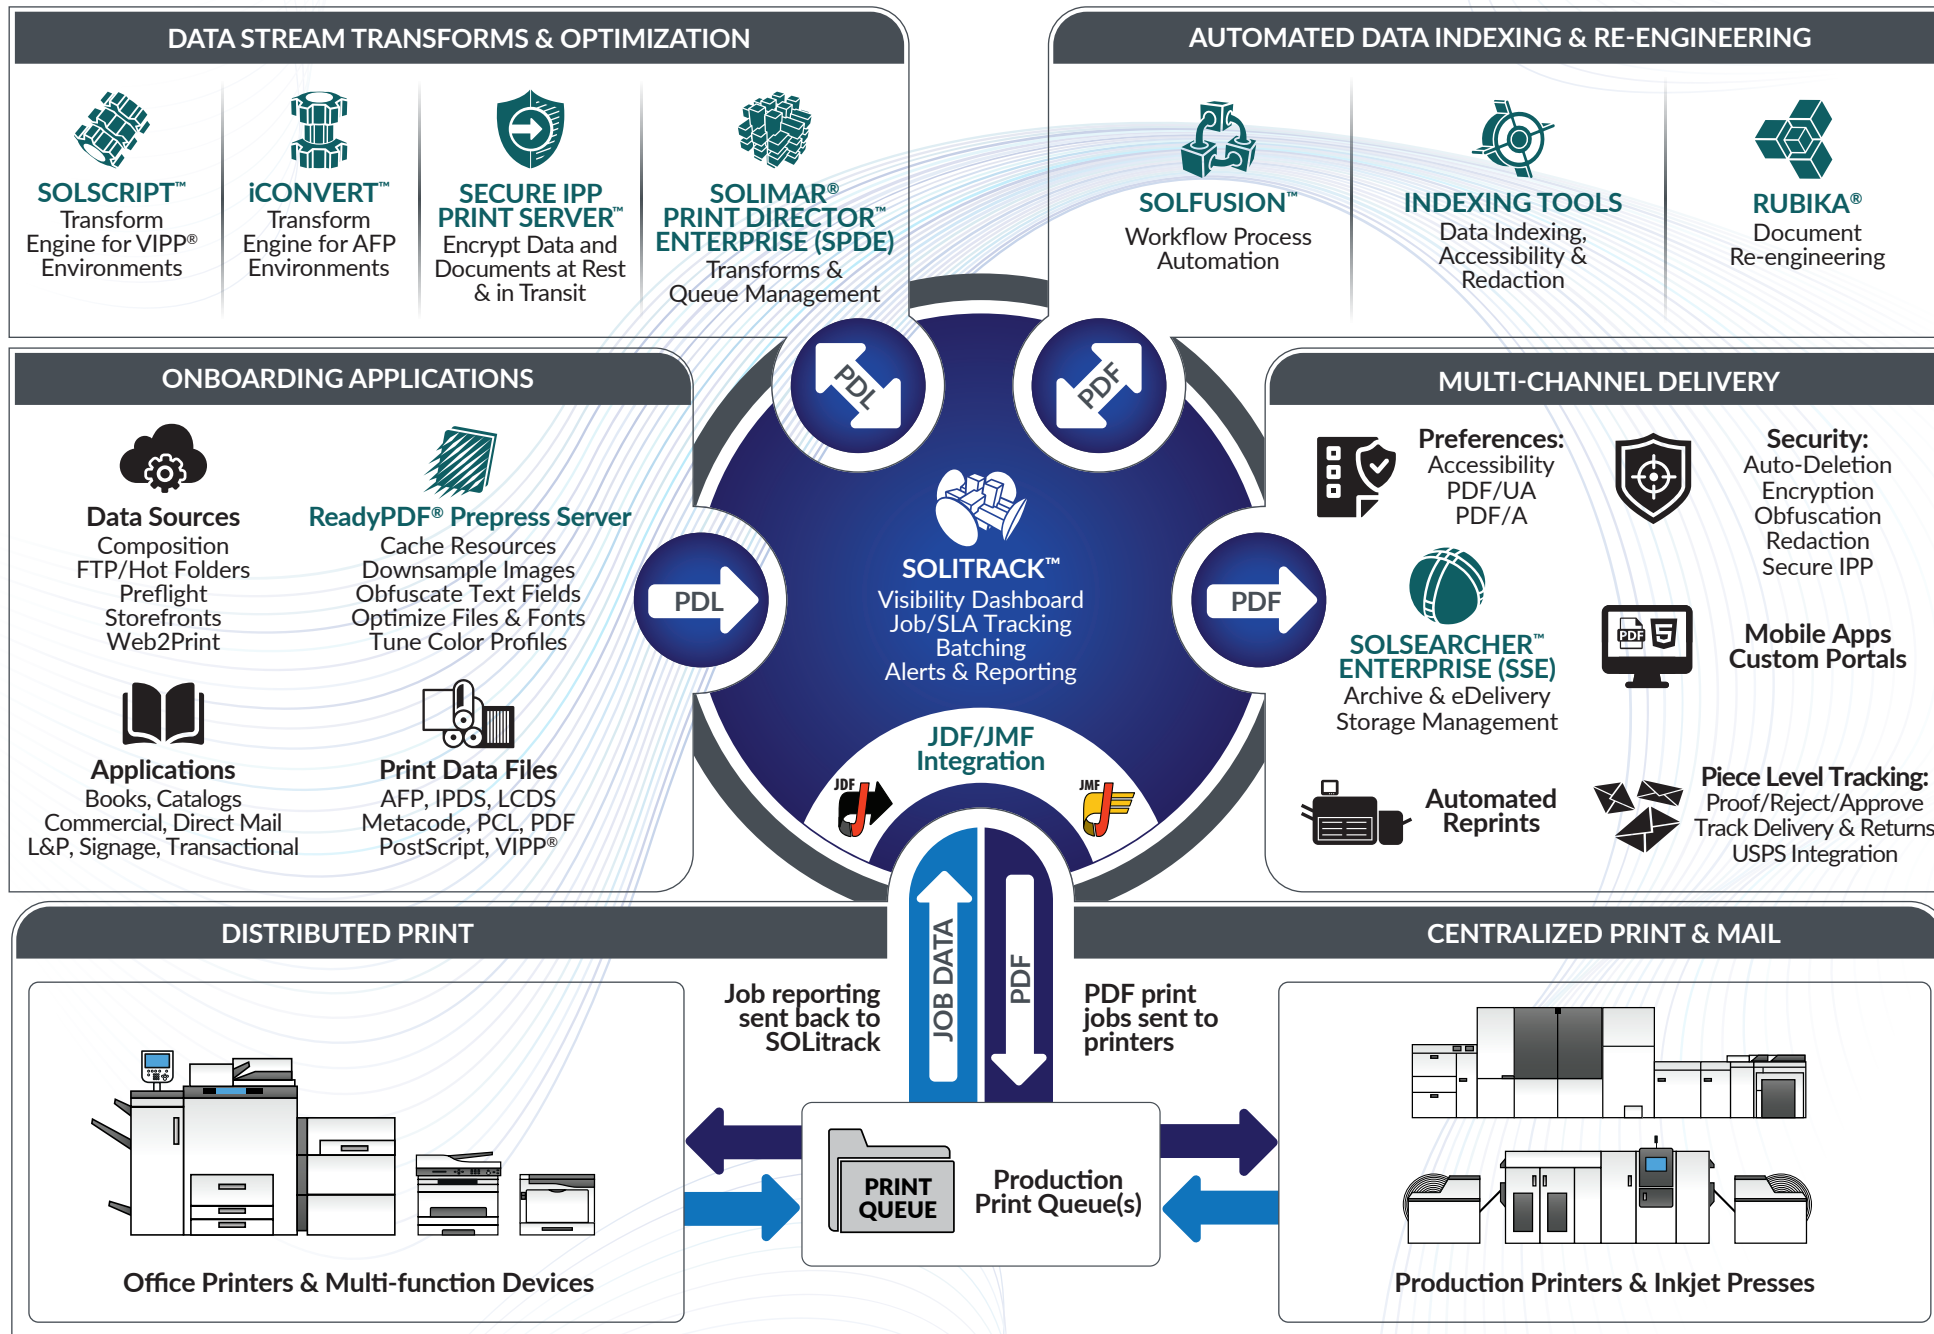 DATA STREAM TRANSFORMS & OPTIMIZATION
SOLSCRIPT™
Transform
Engine for VIPP®
Environments
iCONVERT™
Transform
Engine for AFP
Environments
SECURE IPP
PRINT SERVER™
Encrypt Data and
Documents at Rest
& in Transit
SOLIMAR®
PRINT DIRECTOR™
ENTERPRISE (SPDE)
Transforms &
Queue Management
AUTOMATED DATA INDEXING & RE-ENGINEERING
SOLFUSION™
Workflow Process
Automation
INDEXING TOOLS
Data Indexing,
Accessibility &
Redaction
RUBIKA®
Document
Re-engineering
PDL
PDF
ONBOARDING APPLICATIONS
Data Sources
Composition
FTP/Hot Folders
Preflight
Storefronts
Web2Print
ReadyPDF® Prepress Server
Cache Resources
Downsample Images
Obfuscate Text Fields
Optimize Files & Fonts
Tune Color Profiles
Applications
Books, Catalogs
Commercial, Direct Mail
L&P, Signage, Transactional
Print Data Files
AFP, IPDS, LCDS
Metacode, PCL, PDF
PostScript, VIPP®
PDL
SOLITRACK™
Visibility Dashboard
Job/SLA Tracking
Batching
Alerts & Reporting
JDF/JMF
Integration
JDF
JMF
PDF
MULTI-CHANNEL DELIVERY
Preferences:
Accessibility
PDF/UA
PDF/A
Security:
Auto-Deletion
Encryption
Obfuscation
Redaction
Secure IPP
SOLSEARCHER™
ENTERPRISE (SSE)
Archive & eDelivery
Storage Management
PDF
5
Mobile Apps
Custom Portals
Automated
Reprints
Piece Level Tracking:
Proof/Reject/Approve
Track Delivery & Returns
USPS Integration
DISTRIBUTED PRINT
Office Printers & Multi-function Devices
Job reporting
sent back to
SOLitrack
JOB DATA
PDF
PDF print
jobs sent to
printers
PRINT
QUEUE
Production
Print Queue(s)
CENTRALIZED PRINT & MAIL
Production Printers & Inkjet Presses